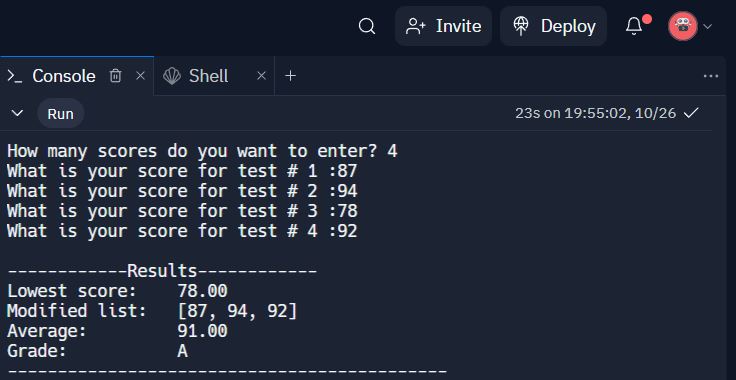 Invite Deploy
Console Shell
Run 23s on 19:55:02, 10/26
How many scores do you want to enter? 4
What is your score for test # 1 :87
What is your score for test # 2 :94
What is your score for test # 3 :78
What is your score for test # 4 :92
------------Results------------
Lowest score:    78.00
Modified list:   [87, 94, 92]
Average:         91.00
Grade:           A
--------------------------------------------